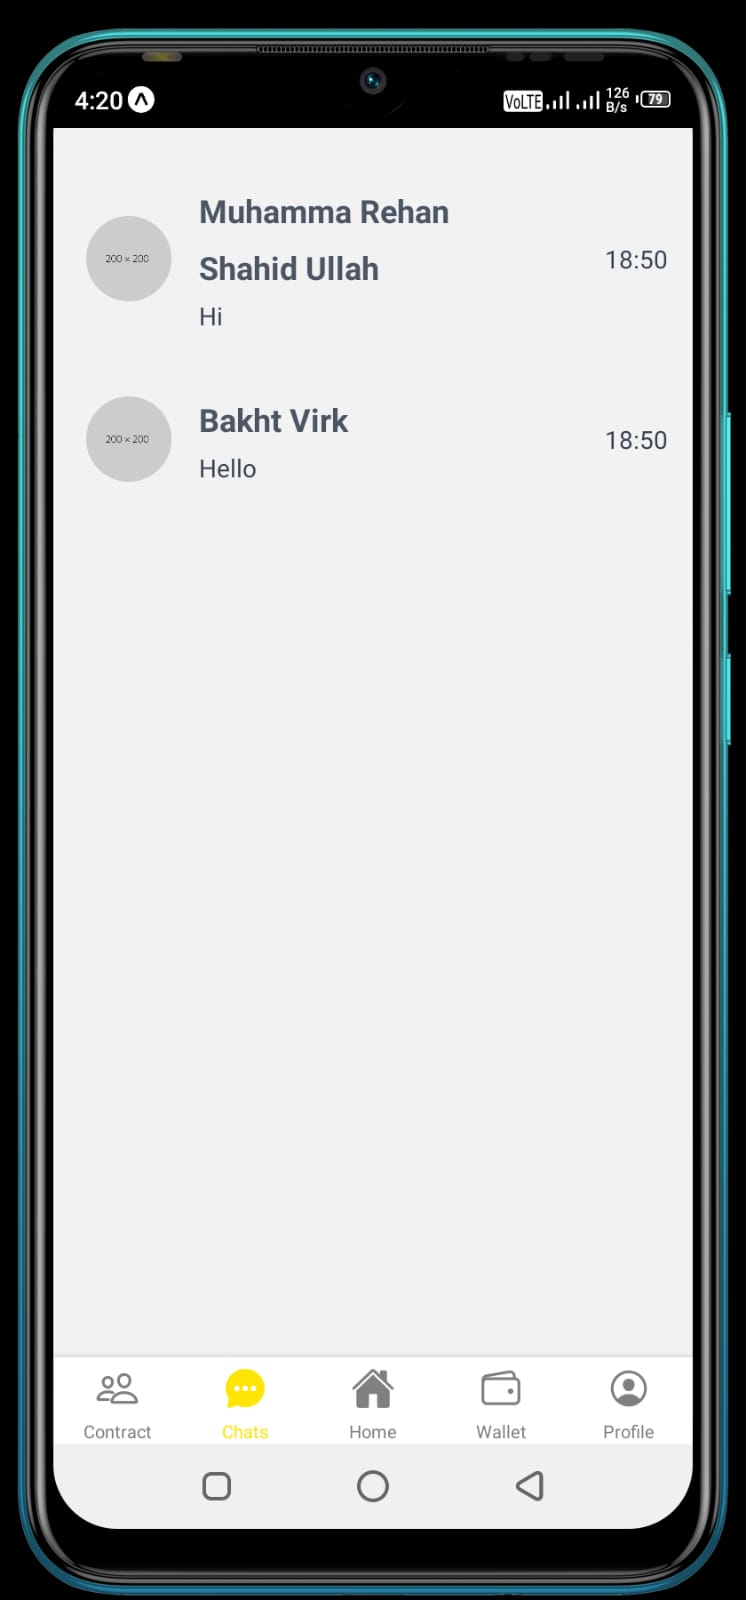 4:20
VoLTE
126
B/s
79
Muhamma Rehan
Shahid Ullah
200 × 200
18:50
Hi
Bakht Virk
200 × 200
18:50
Hello
Contract
Chats
Home
Wallet
Profile